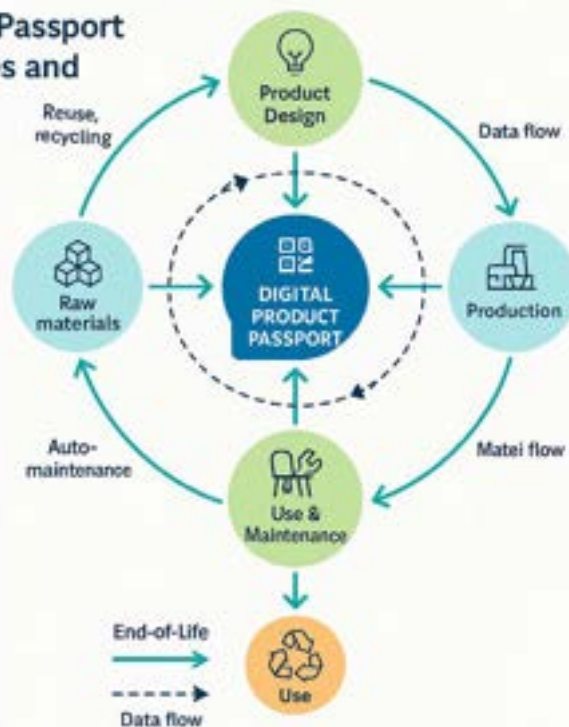 Passport
es and
Product
Design
Reuse,
recycling
Data flow
Raw
materials
DIGITAL
PRODUCT
PASSPORT
Production
Auto-
maintenance
Matei flow
Use &
Maintenance
End-of-Life
Use
Data flow